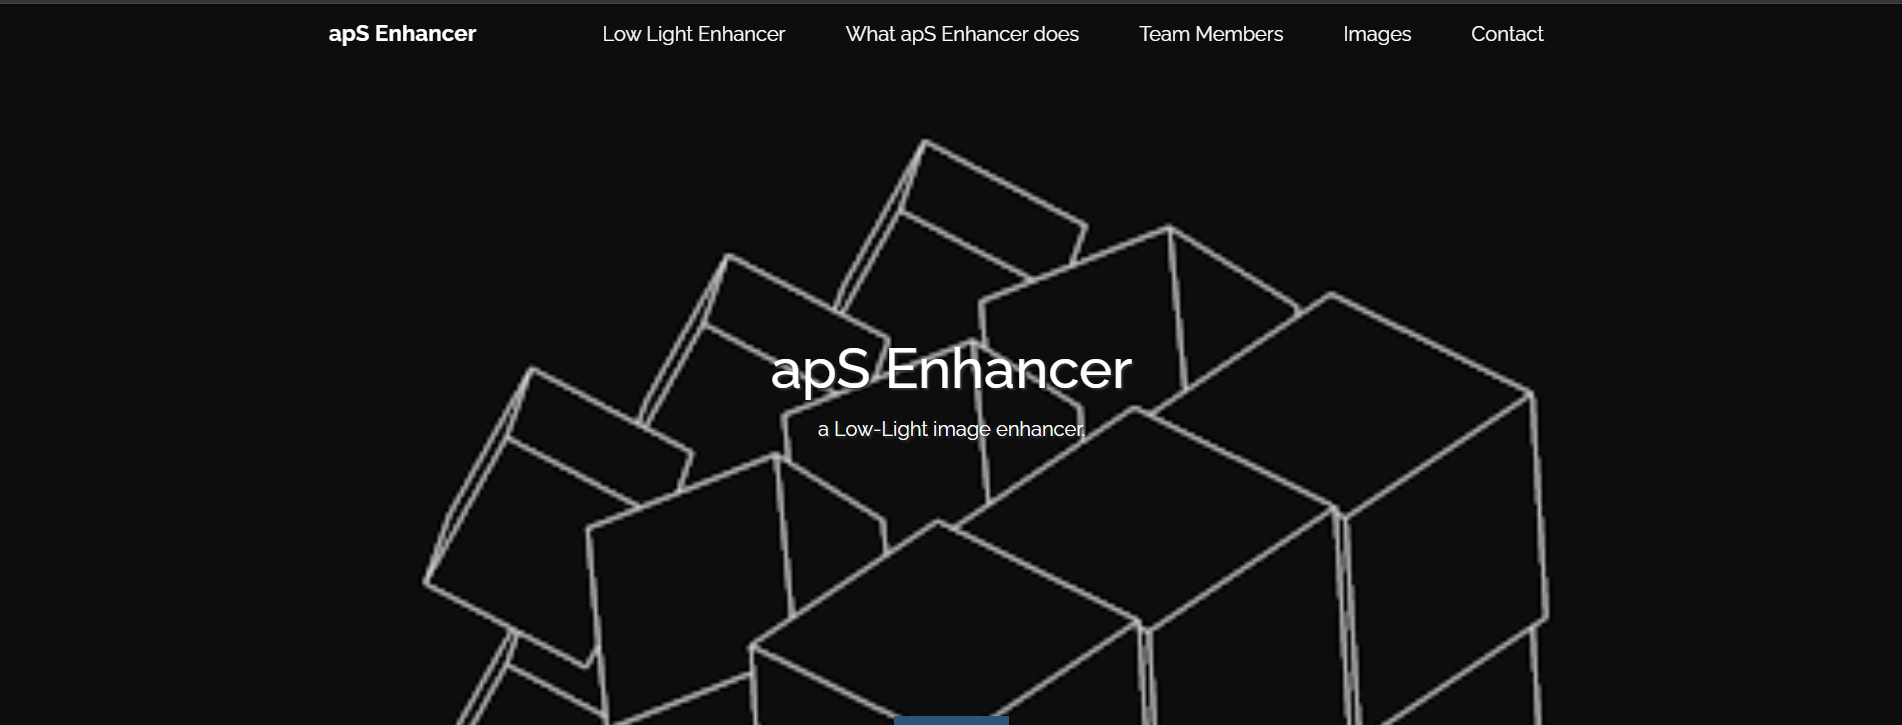 apS Enhancer Low Light Enhancer What apS Enhancer does Team Members Images Contact
apS Enhancer
a Low-Light image enhancer.